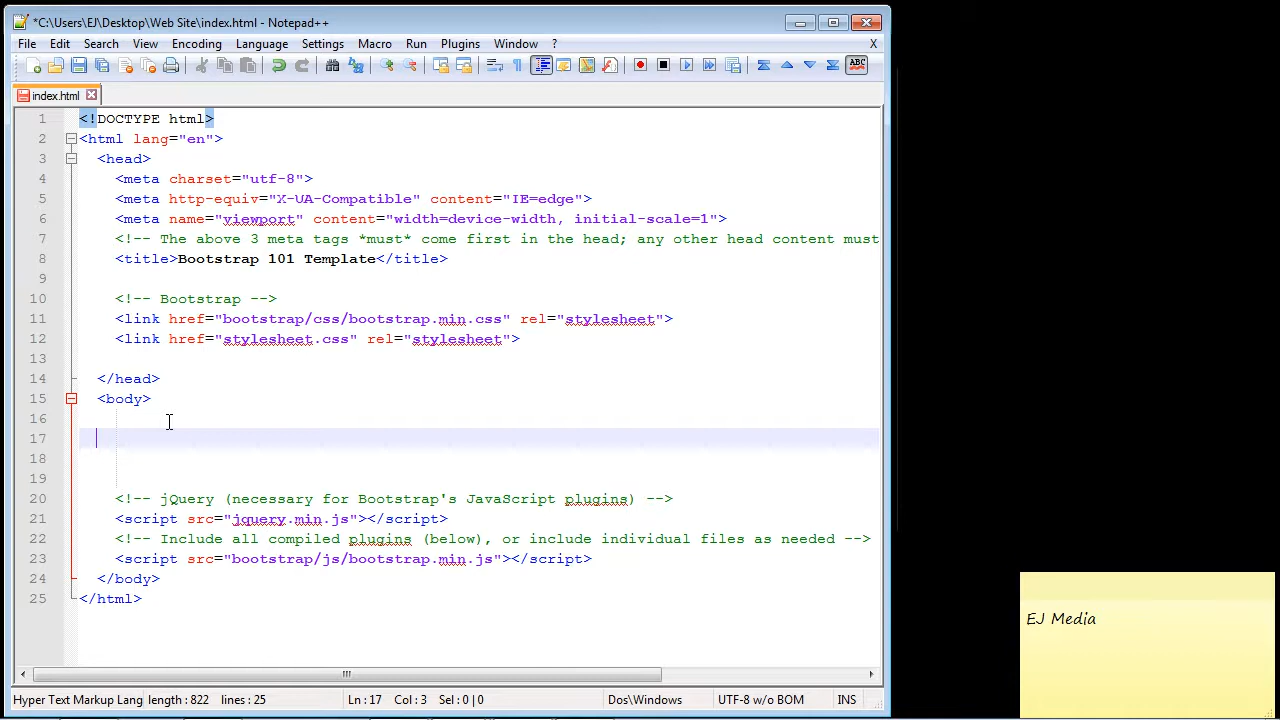 *C:\Users\EJ\Desktop\Web Site\index.html - Notepad++
File Edit Search View Encoding Language Settings Macro Run Plugins Window ? X
ABC
index.html
1 <!DOCTYPE html>
2 <html lang="en">
3 <head>
4 <meta charset="utf-8">
5 <meta http-equiv="X-UA-Compatible" content="IE=edge">
6 <meta name="viewport" content="width=device-width, initial-scale=1">
7 <!-- The above 3 meta tags *must* come first in the head; any other head content must
8 <title>Bootstrap 101 Template</title>
9
10 <!-- Bootstrap -->
11 <link href="bootstrap/css/bootstrap.min.css" rel="stylesheet">
12 <link href="stylesheet.css" rel="stylesheet">
13
14 </head>
15 <body>
16
17
18
19
20 <!-- jQuery (necessary for Bootstrap's JavaScript plugins) -->
21 <script src="jquery.min.js"></script>
22 <!-- Include all compiled plugins (below), or include individual files as needed -->
23 <script src="bootstrap/js/bootstrap.min.js"></script>
24 </body>
25 </html>
EJ Media
Hyper Text Markup Lang length : 822 lines : 25 Ln : 17 Col : 3 Sel : 0 | 0 Dos\Windows UTF-8 w/o BOM INS